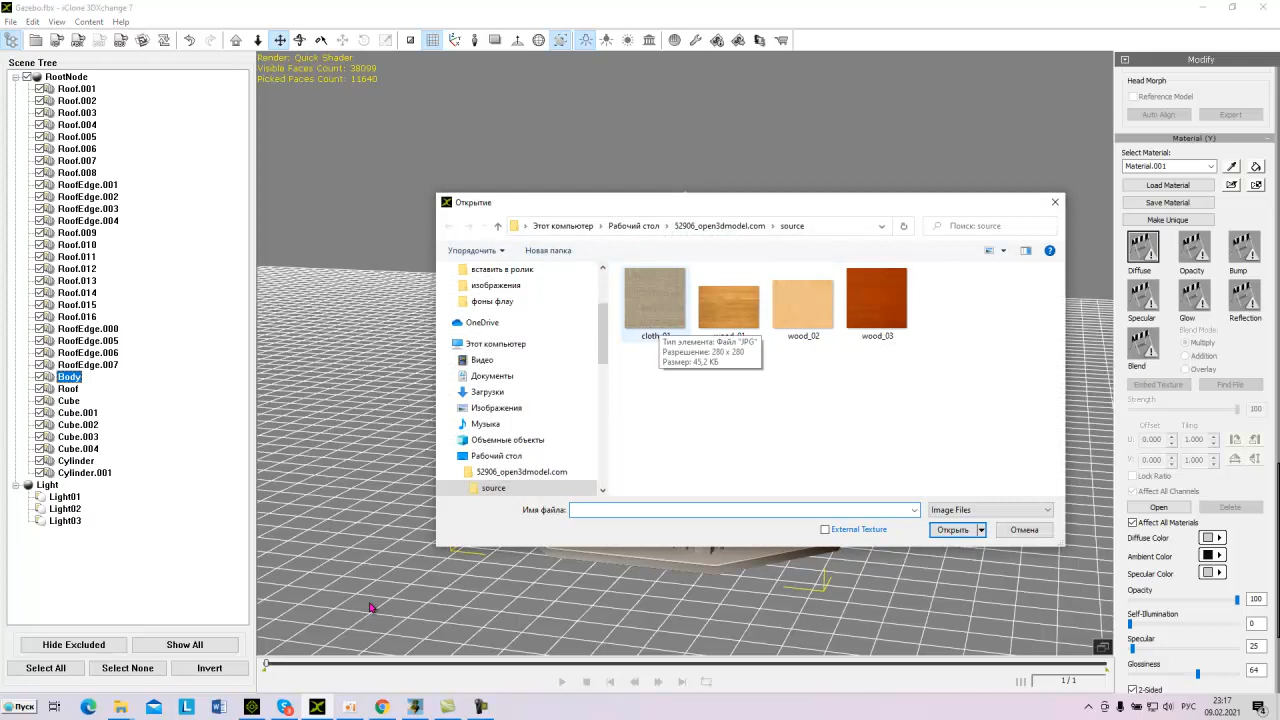 Gazebo.fbx - iClone 3DXchange 7
File Edit View Content Help
Scene Tree
RootNode
Roof.001
Roof.002
Roof.003
Roof.004
Roof.005
Roof.006
Roof.007
Roof.008
RoofEdge.001
RoofEdge.002
RoofEdge.003
RoofEdge.004
Roof.009
Roof.010
Roof.011
Roof.012
Roof.013
Roof.014
Roof.015
Roof.016
RoofEdge.000
RoofEdge.005
RoofEdge.006
RoofEdge.007
Body
Roof
Cube
Cube.001
Cube.002
Cube.003
Cube.004
Cylinder
Cylinder.001
Light
Light01
Light02
Light03
Hide Excluded Show All
Select All Select None Invert
Render: Quick Shader
Visible Faces Count: 38099
Picked Faces Count: 11640
Открытие
Этот компьютер Рабочий стол 52906_open3dmodel.com source
Поиск: source
Упорядочить Новая папка
вставить в ролик
изображения
фоны флау
OneDrive
Этот компьютер
Видео
Документы
Загрузки
Изображения
Музыка
Объемные объекты
Рабочий стол
52906_open3dmodel.com
source
wood_02 wood_03
Тип элемента: Файл "JPG"
Разрешение: 280 x 280
Размер: 45,2 КБ
Имя файла: Image Files
External Texture Открыть Отмена
1 / 1
Modify
Head Morph
Reference Model
Auto Align Expert
Material (Y)
Select Material:
Material.001
Load Material
Save Material
Make Unique
Diffuse Opacity Bump
Specular Glow Reflection
Blend Mode:
Multiply
Addition
Overlay
Blend
Embed Texture Find File
Strength
100
Offset Tiling
U: 0.000 1.000
V: 0.000 1.000
Lock Ratio
Affect All Channels
Open Delete
Affect All Materials
Diffuse Color
Ambient Color
Specular Color
Opacity
100
Self-Illumination
0
Specular
25
Glossiness
64
2-Sided
Пуск
РУС
23:17
09.02.2021
4